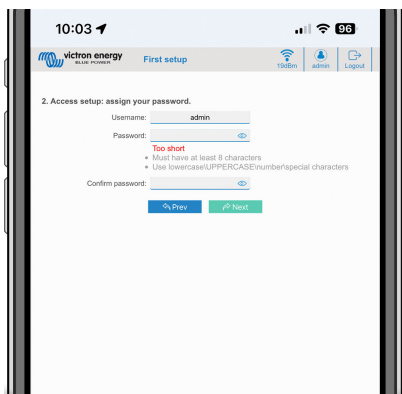 10:03
96
victron energy
BLUE POWER
First setup
19dBm
admin
Logout
2. Access setup: assign your password.
Username: admin
Password:
Too short
Must have at least 8 characters
Use lowercase\UPPERCASE\number\special characters
Confirm password:
Prev
Next